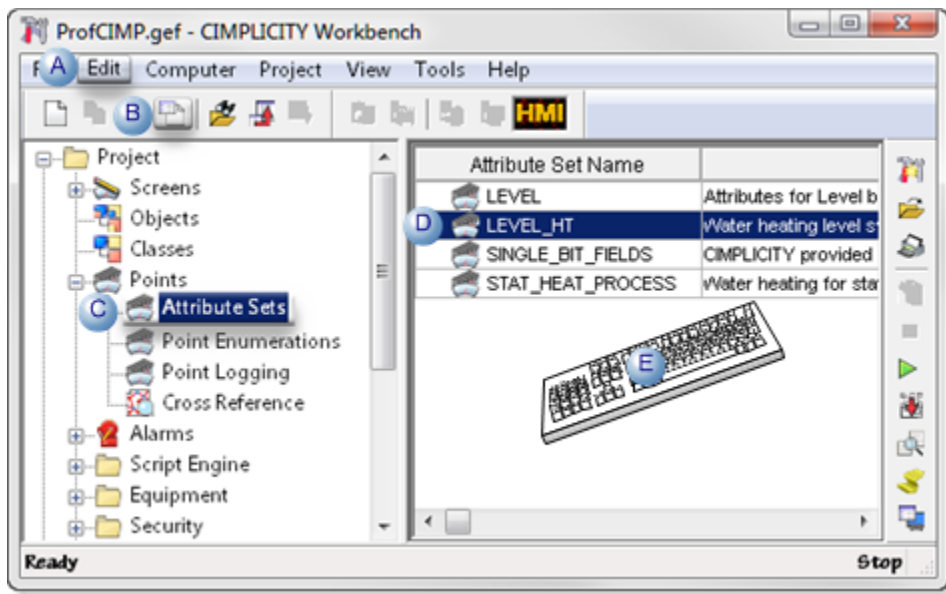 ProfCIMP.gef - CIMPLICITY Workbench
A Edit Computer Project View Tools Help
B HMI
Project
Screens
Objects
Classes
Points
C Attribute Sets
Point Enumerations
Point Logging
Cross Reference
Alarms
Script Engine
Equipment
Security
Attribute Set Name
LEVEL Attributes for Level b
D LEVEL_HT Water heating level s
SINGLE_BIT_FIELDS CIMPLICITY provided
STAT_HEAT_PROCESS Water heating for sta
E
Ready Stop